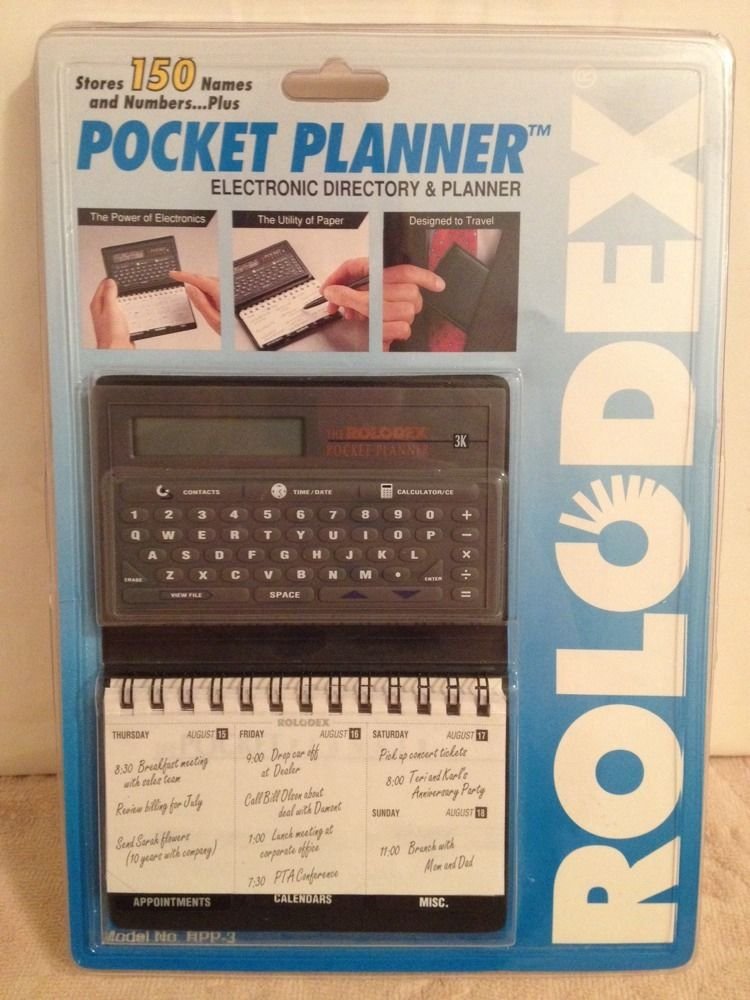 Stores 150 Names
and Numbers...Plus
POCKET PLANNER™
ELECTRONIC DIRECTORY & PLANNER
The Power of Electronics
The Utility of Paper
Designed to Travel
ROLODEX®
THE ROLODEX
POCKET PLANNER
3K
CONTACTS
TIME/DATE
CALCULATOR/CE
1 2 3 4 5 6 7 8 9 0 +
Q W E R T Y U I O P −
A S D F G H J K L ×
ERASE Z X C V B N M • ENTER ÷
VIEW FILE SPACE =
ROLODEX
THURSDAY AUGUST 15
8:30 Breakfast meeting
with sales team
Review billing for July
Send Sarah flowers
(10 years with company)
FRIDAY AUGUST 16
9:00 Drop car off
at Dealer
Call Bill Olson about
deal with Dumont
1:00 Lunch meeting at
corporate office
7:30 PTA Conference
SATURDAY AUGUST 17
Pick up concert tickets
8:00 Teri and Karl's
Anniversary Party
SUNDAY AUGUST 18
11:00 Brunch with
Mom and Dad
APPOINTMENTS
CALENDARS
MISC.
Model No. RPP-3